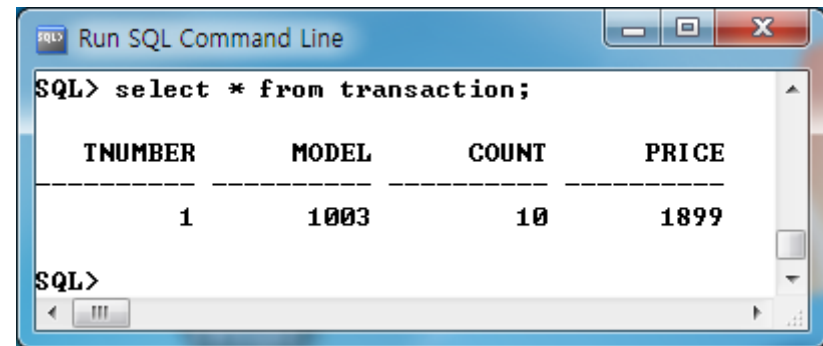 Run SQL Command Line
SQL> select * from transaction;
TNUMBER MODEL COUNT PRICE
---------- ---------- ---------- ----------
1 1003 10 1899
SQL>